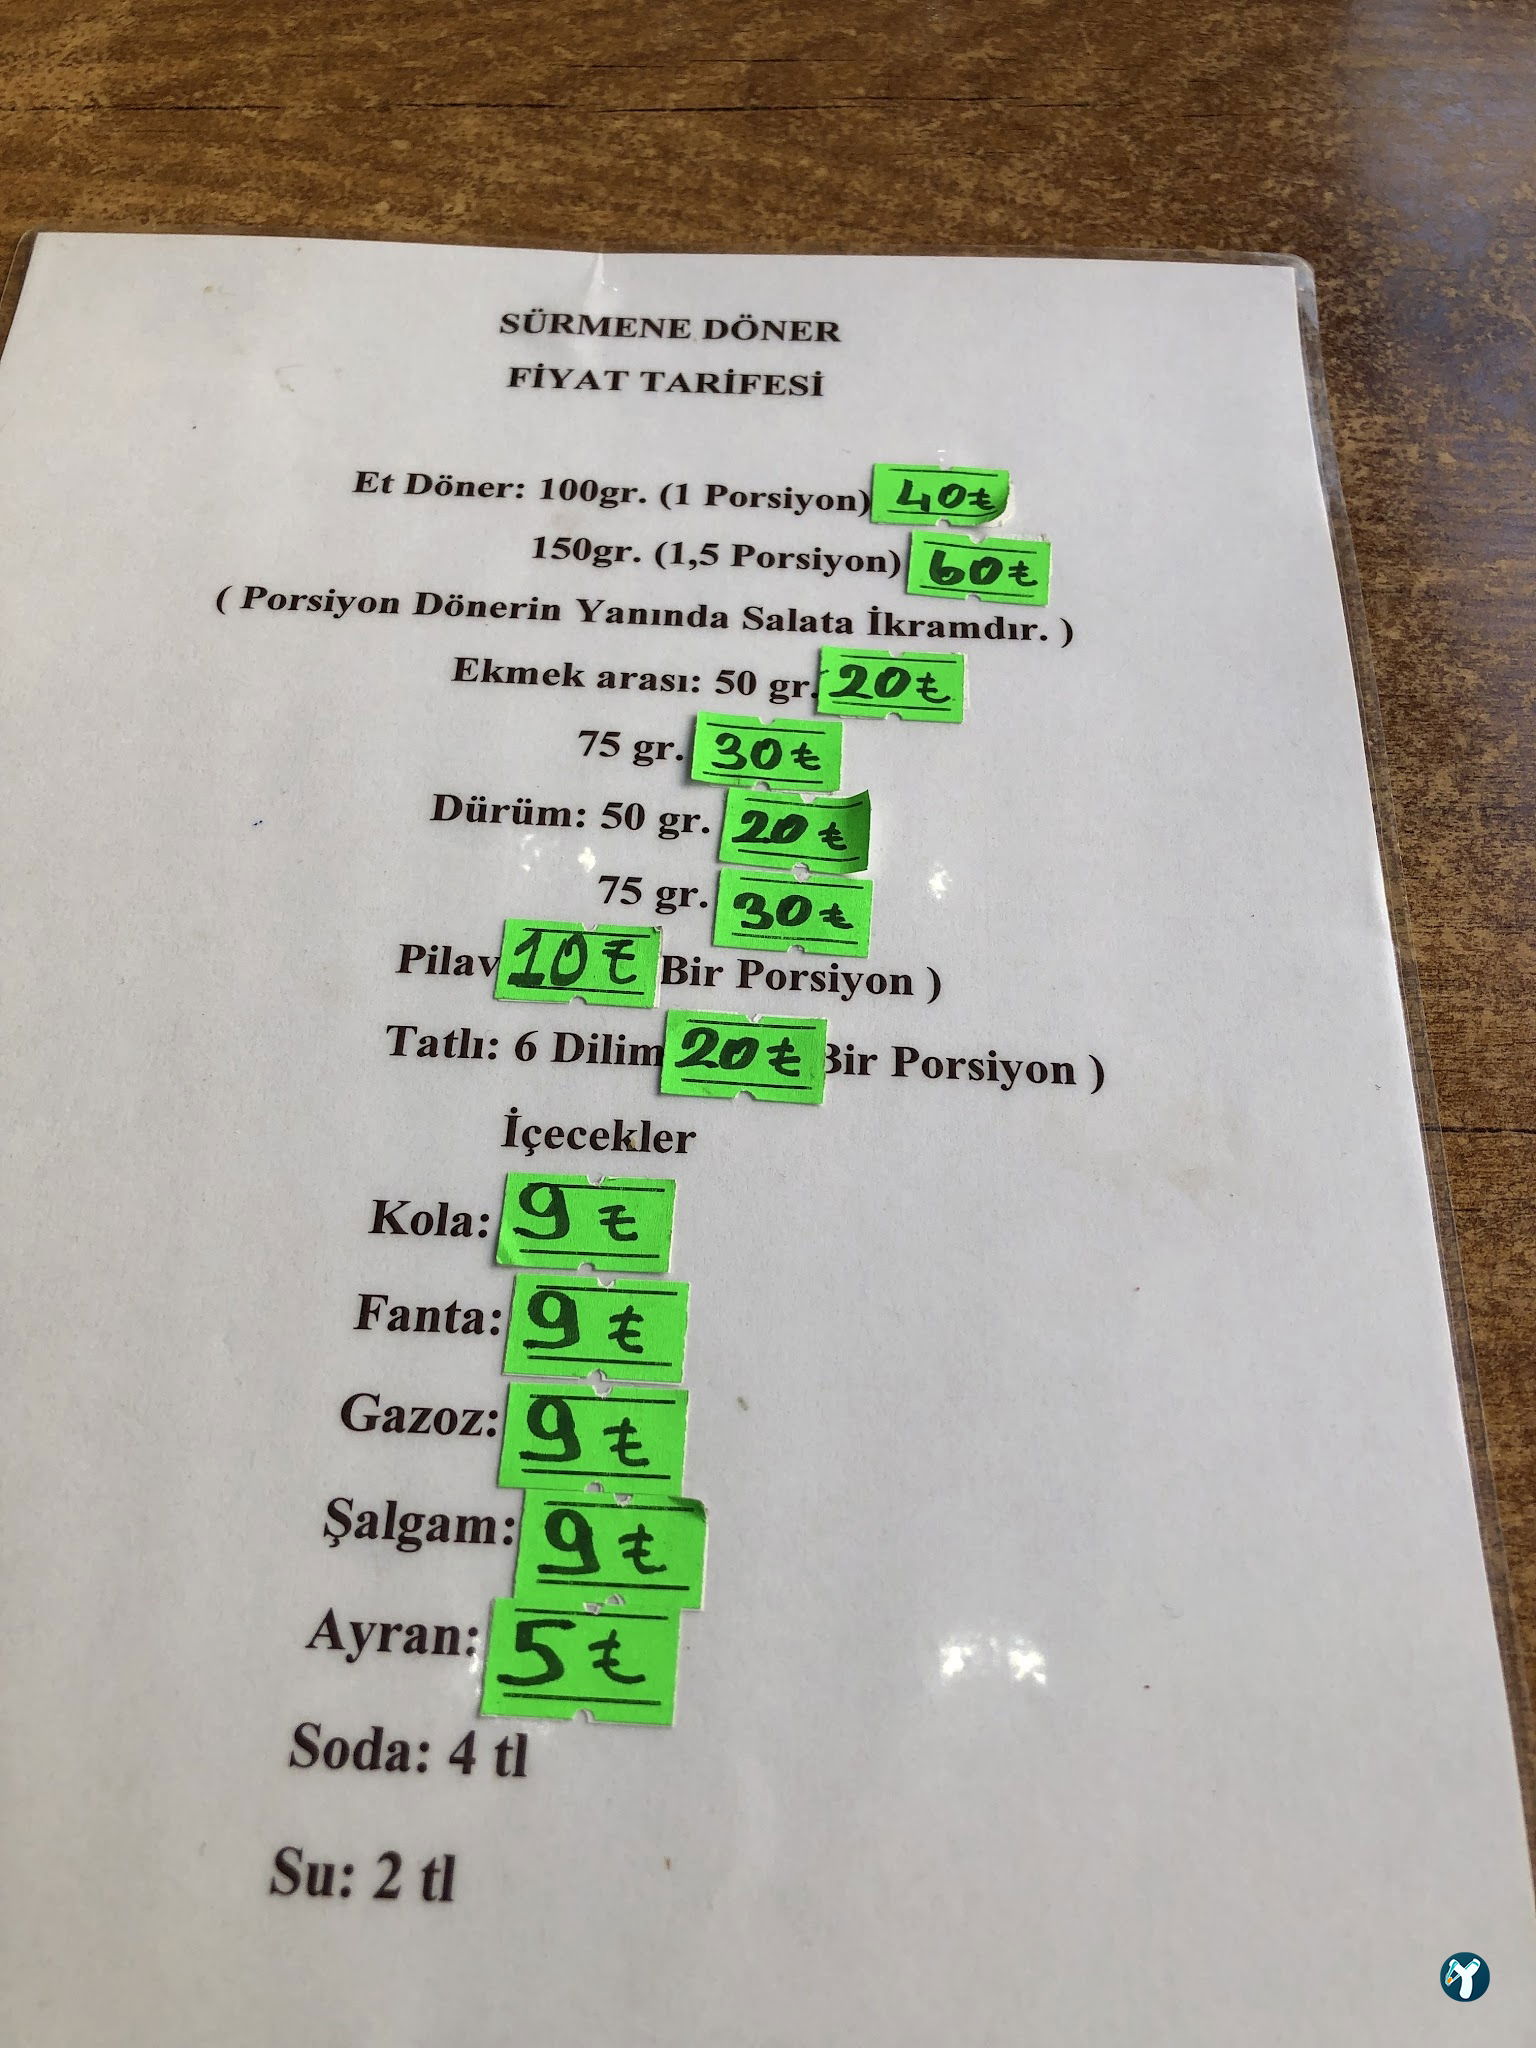 SÜRMENE DÖNER
FİYAT TARİFESİ
Et Döner: 100gr. (1 Porsiyon) 40₺
150gr. (1,5 Porsiyon) 60₺
( Porsiyon Dönerin Yanında Salata İkramdır. )
Ekmek arası: 50 gr. 20₺
75 gr. 30₺
Dürüm: 50 gr. 20₺
75 gr. 30₺
Pilav 10₺ Bir Porsiyon )
Tatlı: 6 Dilim 20₺ Bir Porsiyon )
İçecekler
Kola: 9₺
Fanta: 9₺
Gazoz: 9₺
Şalgam: 9₺
Ayran: 5₺
Soda: 4 tl
Su: 2 tl